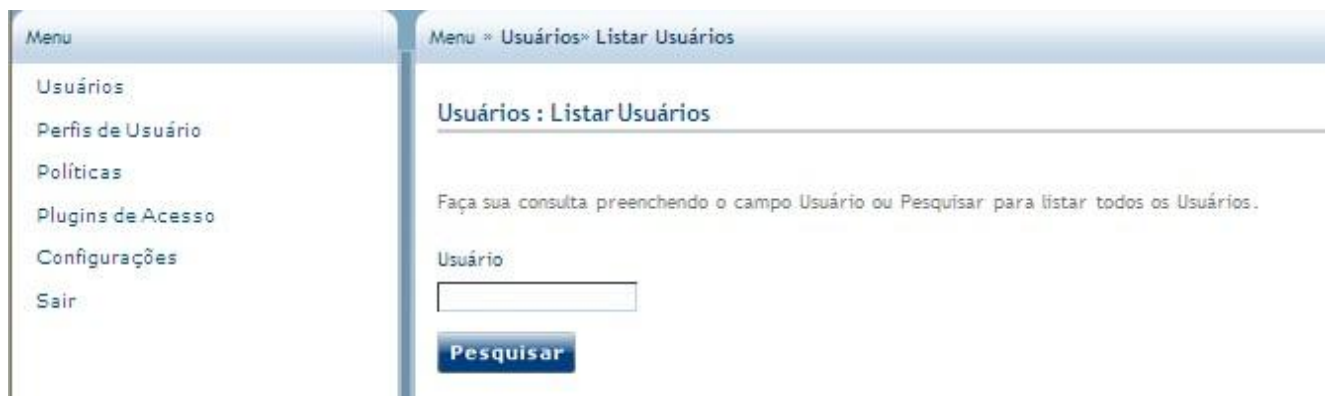 Menu
Usuários
Perfis de Usuário
Políticas
Plugins de Acesso
Configurações
Sair
Menu » Usuários» Listar Usuários
Usuários : Listar Usuários
Faça sua consulta preenchendo o campo Usuário ou Pesquisar para listar todos os Usuários.
Usuário
Pesquisar